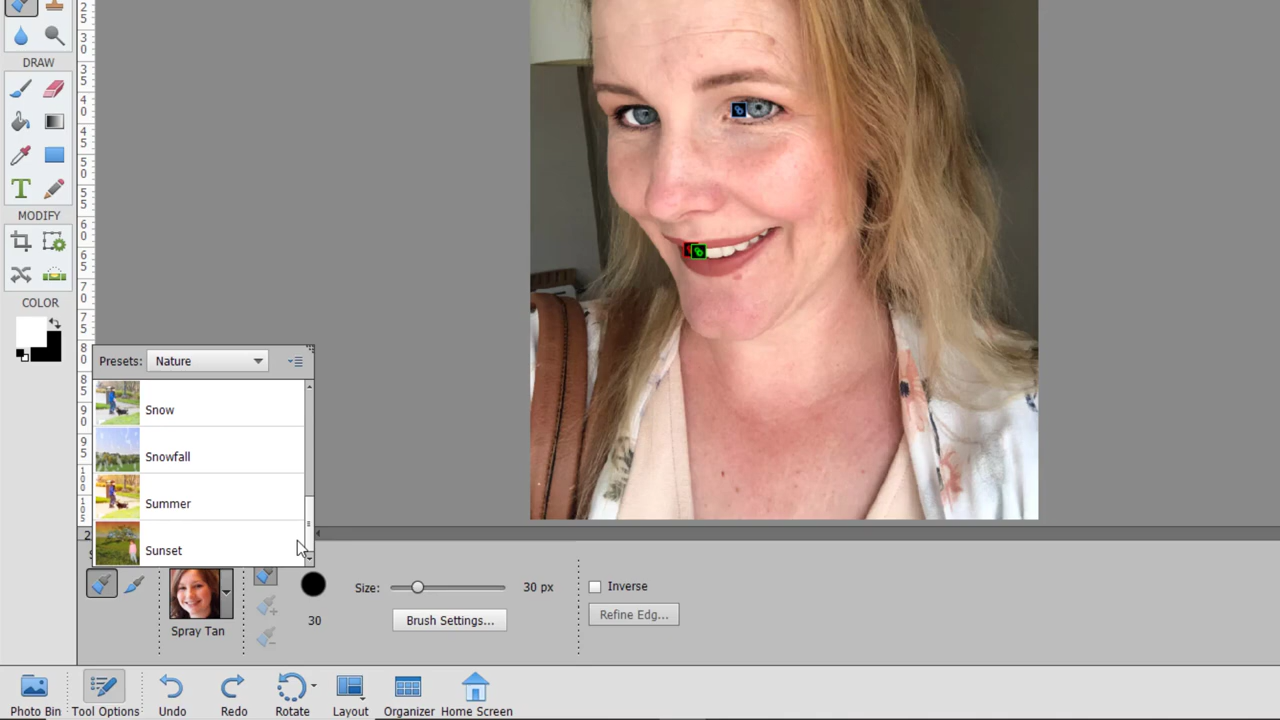 DRAW
MODIFY
COLOR
Presets: Nature
Snow
Snowfall
Summer
Sunset
Spray Tan
30
Size: 30 px
Brush Settings...
Inverse
Refine Edg...
Photo Bin
Tool Options
Undo
Redo
Rotate
Layout
Organizer
Home Screen